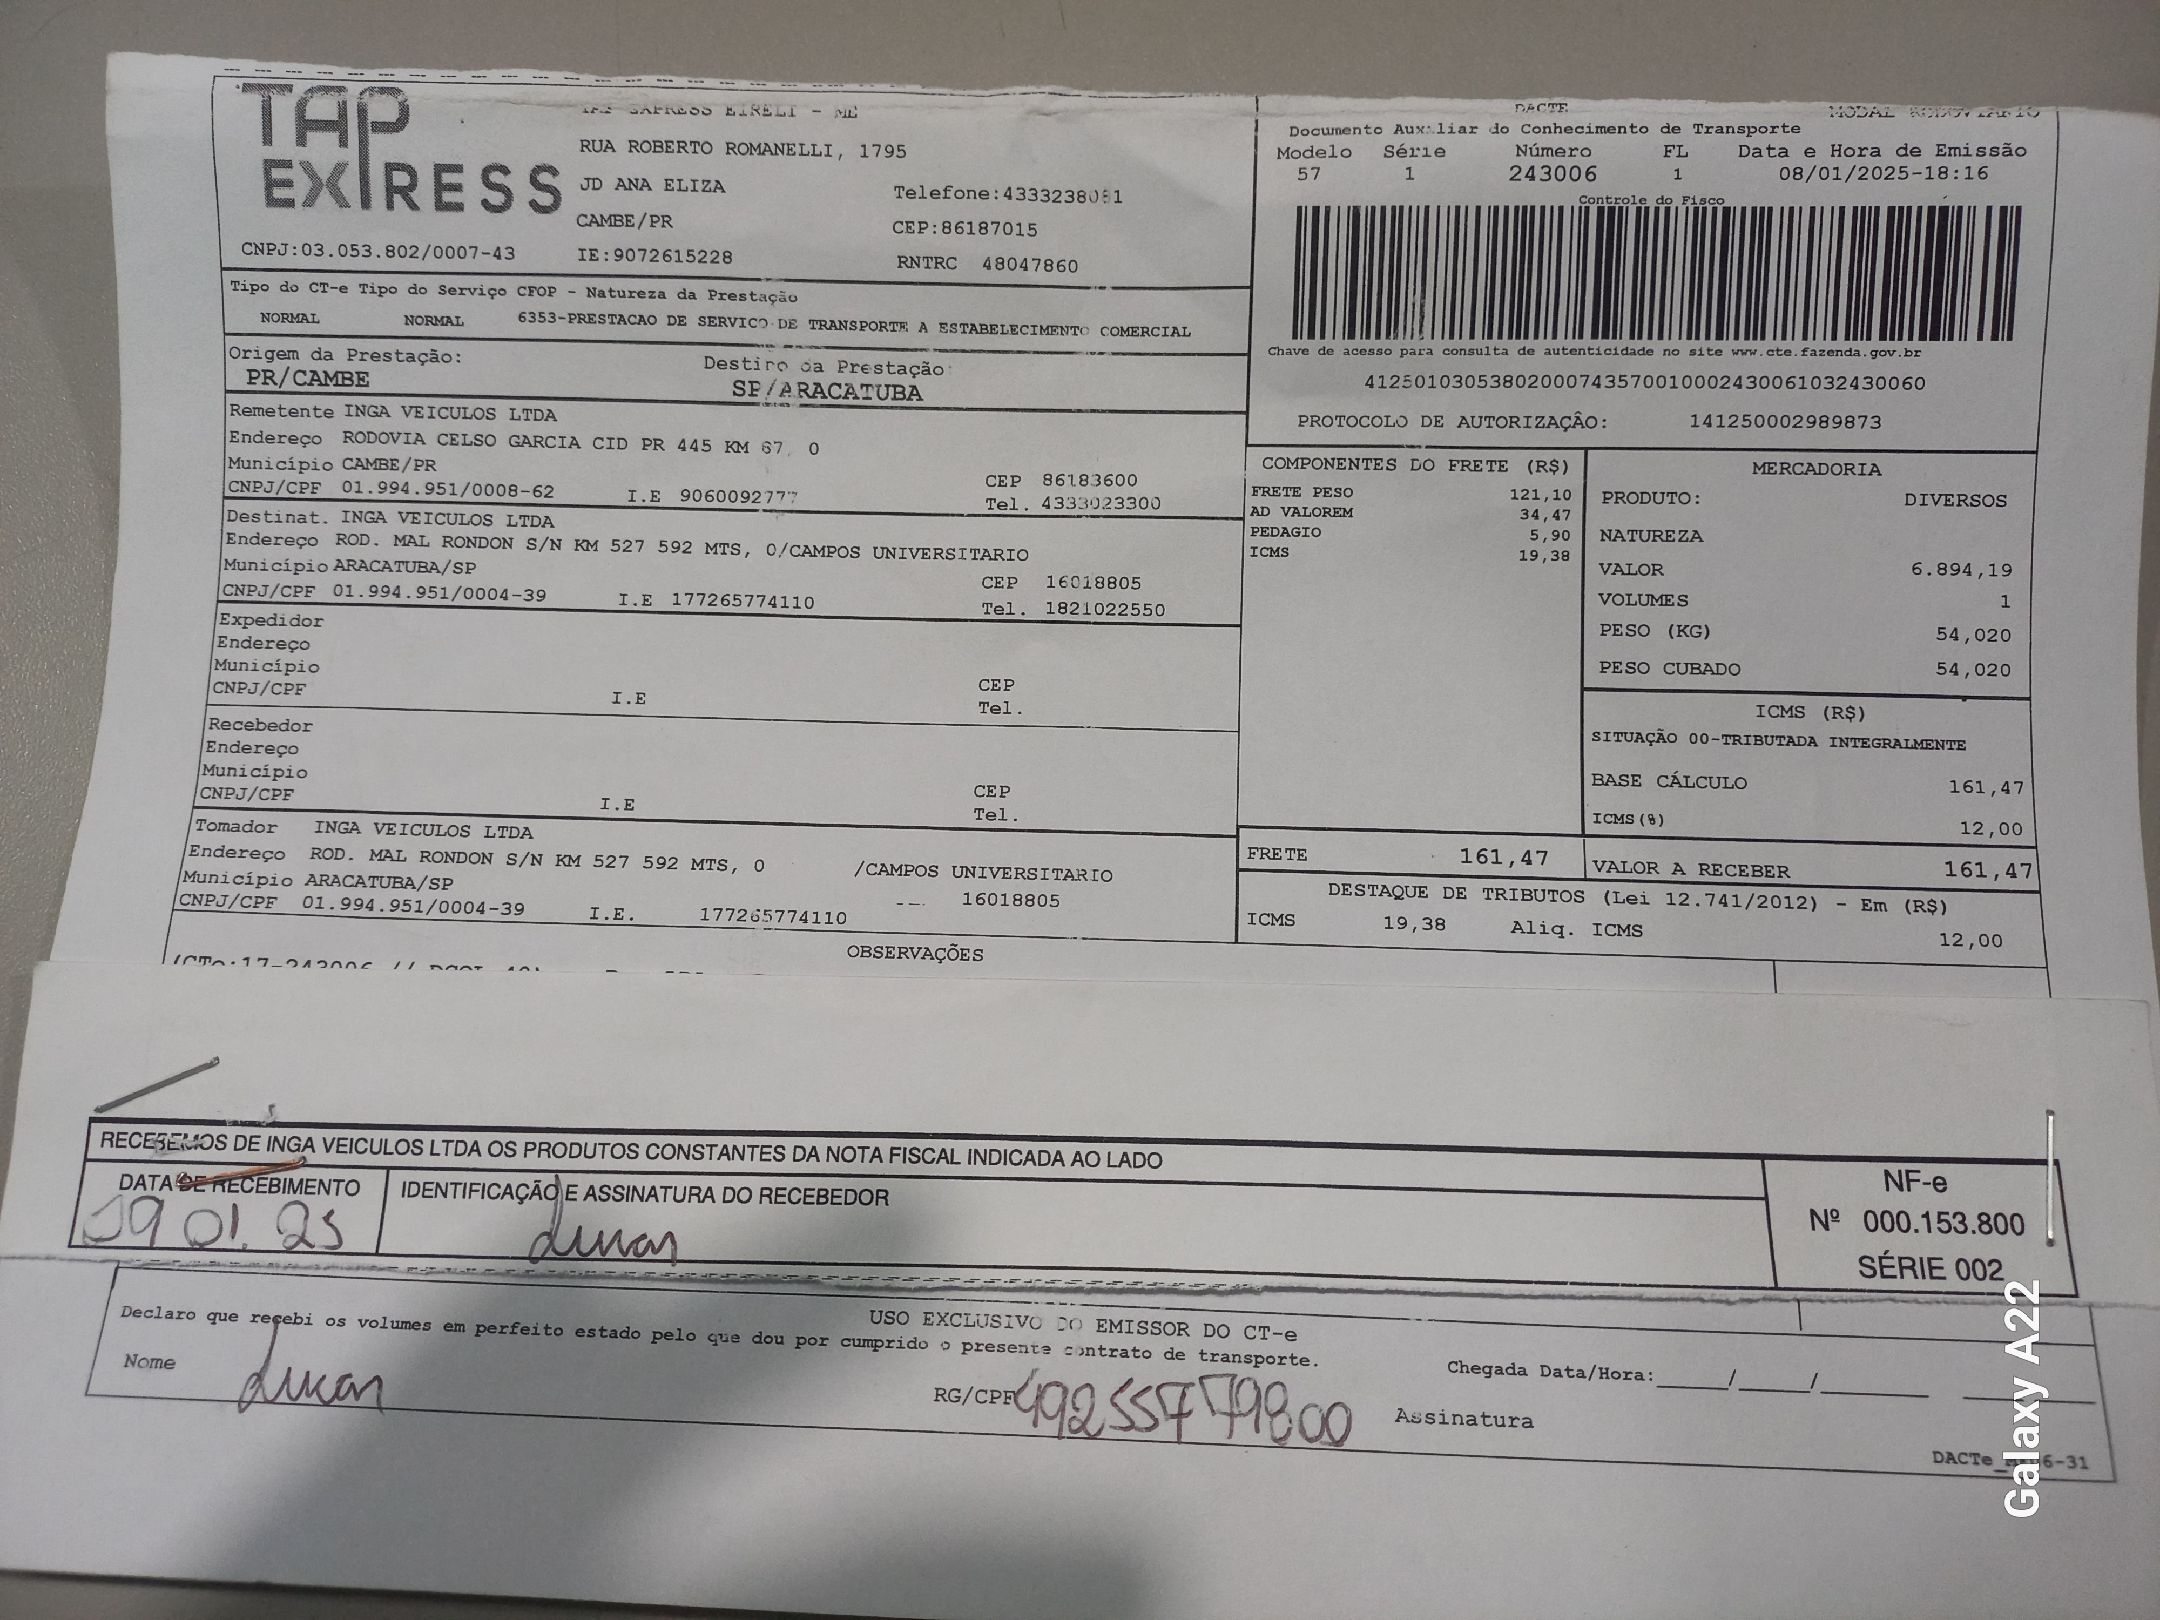 TAP EXPRESS
TAP EXPRESS EIRELI - ME
RUA ROBERTO ROMANELLI, 1795
JD ANA ELIZA
Telefone:4333238081
CAMBE/PR
CEP:86187015
CNPJ:03.053.802/0007-43 IE:9072615228
RNTRC 48047860
DACTE
MODAL RODOVIARIO
Documento Auxiliar do Conhecimento de Transporte
Modelo Série Número FL Data e Hora de Emissão
57 1 243006 1 08/01/2025-18:16
Controle do Fisco
Chave de acesso para consulta de autenticidade no site www.cte.fazenda.gov.br
41250103053802000743570010002430061032430060
PROTOCOLO DE AUTORIZAÇÂO: 141250002989873
Tipo do CT-e Tipo do Serviço CFOP - Natureza da Prestação
NORMAL NORMAL 6353-PRESTACAO DE SERVICO DE TRANSPORTE A ESTABELECIMENTO COMERCIAL
Origem da Prestação: Destino da Prestação
PR/CAMBE SP/ARACATUBA
Remetente INGA VEICULOS LTDA
Endereço RODOVIA CELSO GARCIA CID PR 445 KM 67, 0
Município CAMBE/PR CEP 86183600
CNPJ/CPF 01.994.951/0008-62 I.E 9060092777 Tel. 4333023300
Destinat. INGA VEICULOS LTDA
Endereço ROD. MAL RONDON S/N KM 527 592 MTS, 0/CAMPOS UNIVERSITARIO
Município ARACATUBA/SP CEP 16018805
CNPJ/CPF 01.994.951/0004-39 I.E 177265774110 Tel. 1821022550
Expedidor
Endereço
Município CEP
CNPJ/CPF I.E Tel.
Recebedor
Endereço
Município CEP
CNPJ/CPF I.E Tel.
Tomador INGA VEICULOS LTDA
Endereço ROD. MAL RONDON S/N KM 527 592 MTS, 0 /CAMPOS UNIVERSITARIO
Município ARACATUBA/SP 16018805
CNPJ/CPF 01.994.951/0004-39 I.E. 177265774110
COMPONENTES DO FRETE (R$)
FRETE PESO 121,10
AD VALOREM 34,47
PEDAGIO 5,90
ICMS 19,38
MERCADORIA
PRODUTO: DIVERSOS
NATUREZA
VALOR 6.894,19
VOLUMES 1
PESO (KG) 54,020
PESO CUBADO 54,020
ICMS (R$)
SITUAÇÃO 00-TRIBUTADA INTEGRALMENTE
BASE CÁLCULO 161,47
ICMS(%) 12,00
FRETE 161,47 VALOR A RECEBER 161,47
DESTAQUE DE TRIBUTOS (Lei 12.741/2012) - Em (R$)
ICMS 19,38 Aliq. ICMS 12,00
OBSERVAÇÕES
RECEBEMOS DE INGA VEICULOS LTDA OS PRODUTOS CONSTANTES DA NOTA FISCAL INDICADA AO LADO
DATA DE RECEBIMENTO IDENTIFICAÇÃO E ASSINATURA DO RECEBEDOR
09 01. 25 Lucas
NF-e
Nº 000.153.800
SÉRIE 002
USO EXCLUSIVO DO EMISSOR DO CT-e
Declaro que recebi os volumes em perfeito estado pelo que dou por cumprido o presente contrato de transporte.
Nome Lucas RG/CPF 49255779800 Assinatura
Chegada Data/Hora:____/____/______
Galaxy A22